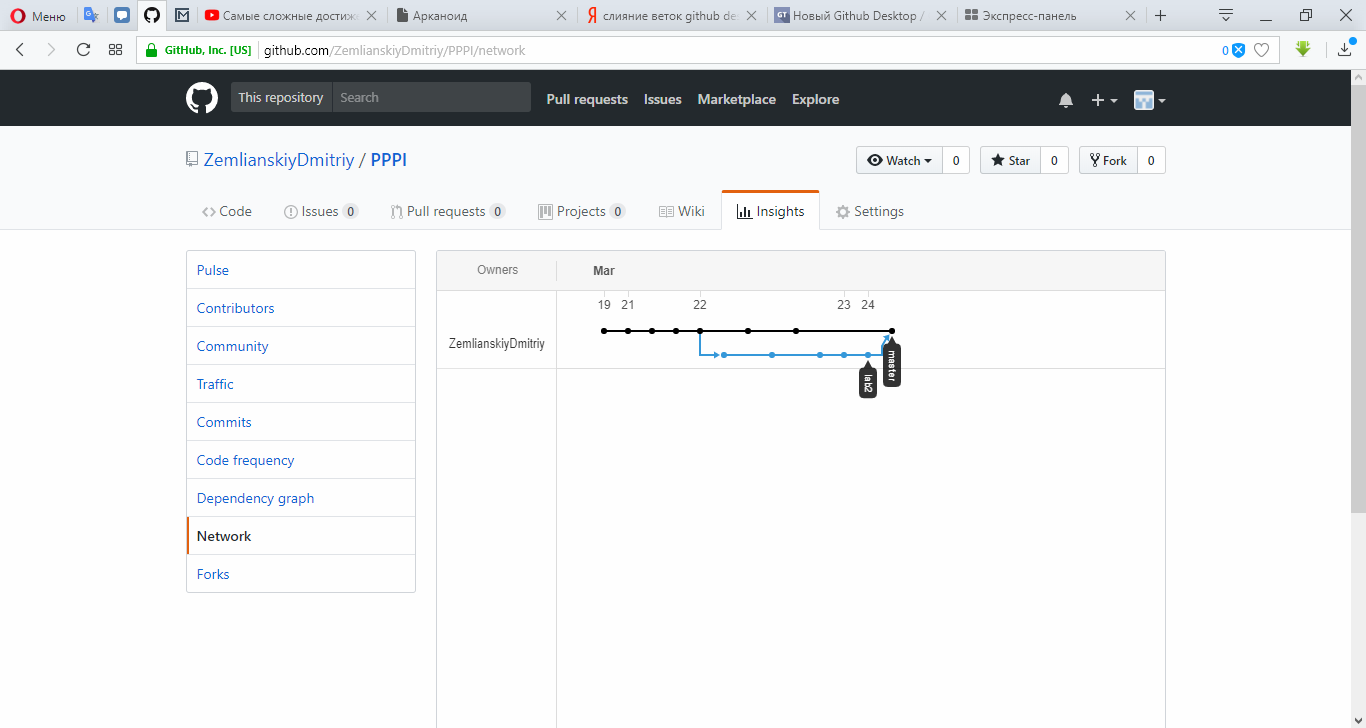 Меню
Самые сложные достиже
Арканоид
слияние веток github de
GT Новый Github Desktop /
Экспресс-панель
GitHub, Inc. [US] github.com/ZemlianskiyDmitriy/PPPI/network 0
This repository Search Pull requests Issues Marketplace Explore
ZemlianskiyDmitriy / PPPI Watch 0 Star 0 Fork 0
Code Issues 0 Pull requests 0 Projects 0 Wiki Insights Settings
Pulse
Contributors
Community
Traffic
Commits
Code frequency
Dependency graph
Network
Forks
Owners Mar
19 21 22 23 24
ZemlianskiyDmitriy
master
lab2